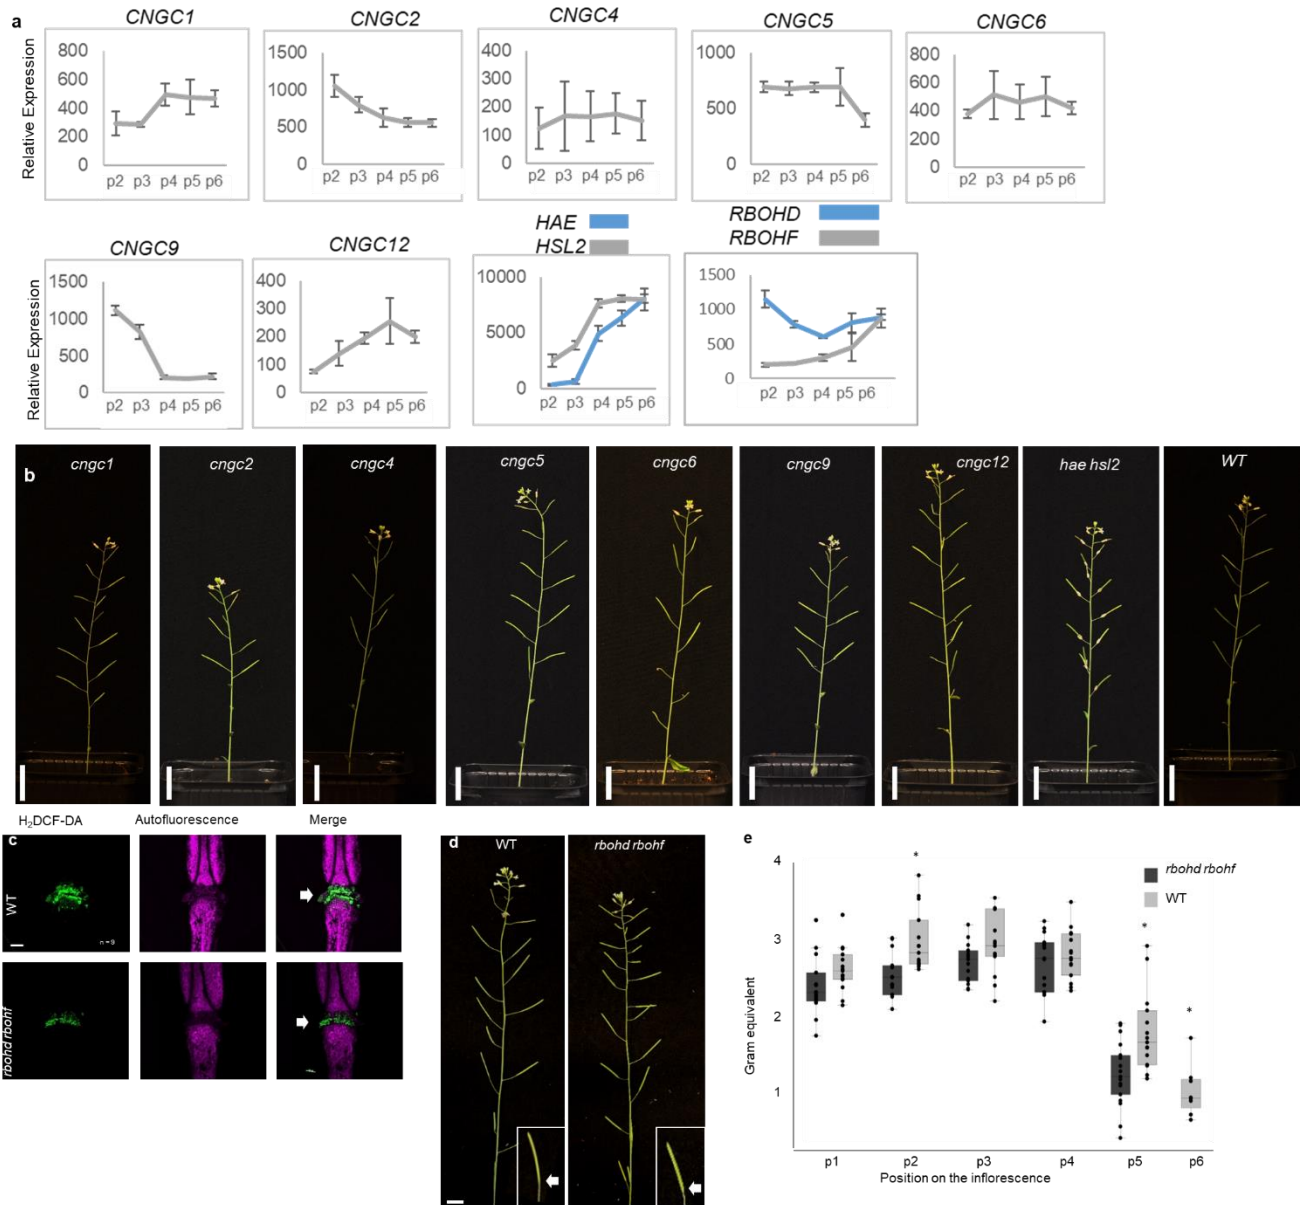 a
CNGC1
CNGC2
CNGC4
CNGC5
CNGC6
Relative Expression
800
600
400
200
0
p2 p3 p4 p5 p6
1500
1000
500
0
p2 p3 p4 p5 p6
400
300
200
100
0
p2 p3 p4 p5 p6
1000
500
0
p2 p3 p4 p5 p6
800
600
400
200
0
p2 p3 p4 p5 p6
CNGC9
CNGC12
HAE
HSL2
RBOHD
RBOHF
Relative Expression
1500
1000
500
0
p2 p3 p4 p5 p6
400
300
200
100
0
p2 p3 p4 p5 p6
10000
5000
0
p2 p3 p4 p5 p6
1500
1000
500
0
p2 p3 p4 p5 p6
b
cngc1
cngc2
cngc4
cngc5
cngc6
cngc9
cngc12
hae hsl2
WT
c
H₂DCF-DA
Autofluorescence
Merge
WT
n = 9
rbohd rbohf
d
WT
rbohd rbohf
e
rbohd rbohf
WT
Gram equivalent
4
3
2
1
* * *
p1 p2 p3 p4 p5 p6
Position on the inflorescence